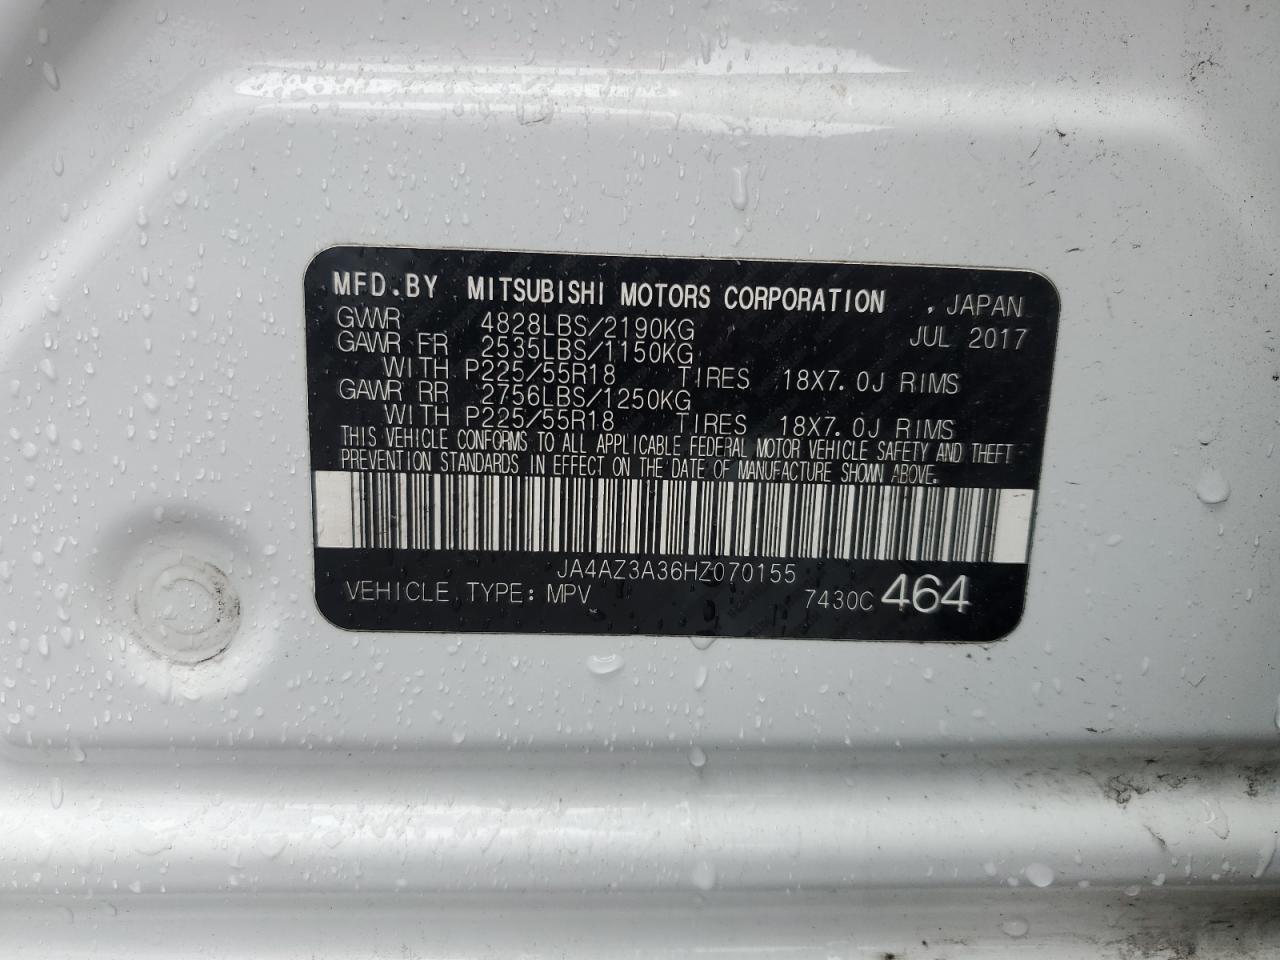 MFD.BY MITSUBISHI MOTORS CORPORATION , JAPAN
GVWR 4828LBS/2190KG JUL 2017
GAWR FR 2535LBS/1150KG
WITH P225/55R18 TIRES 18X7.0J RIMS
GAWR RR 2756LBS/1250KG
WITH P225/55R18 TIRES 18X7.0J RIMS
THIS VEHICLE CONFORMS TO ALL APPLICABLE FEDERAL MOTOR VEHICLE SAFETY AND THEFT
PREVENTION STANDARDS IN EFFECT ON THE DATE OF MANUFACTURE SHOWN ABOVE.
JA4AZ3A36HZ070155
VEHICLE TYPE: MPV 7430C 464